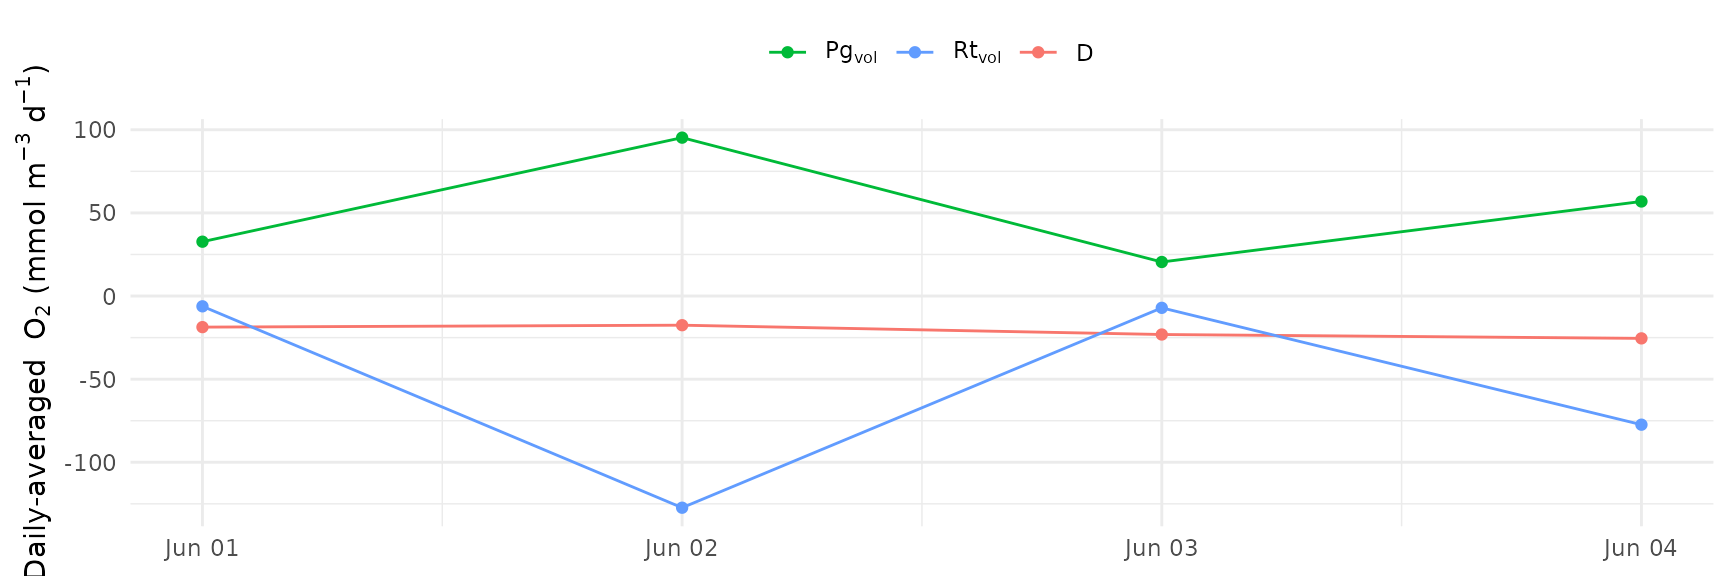 Pg_vol Rt_vol D
Daily-averaged O₂ (mmol m⁻³ d⁻¹)
100
50
0
-50
-100
Jun 01 Jun 02 Jun 03 Jun 04